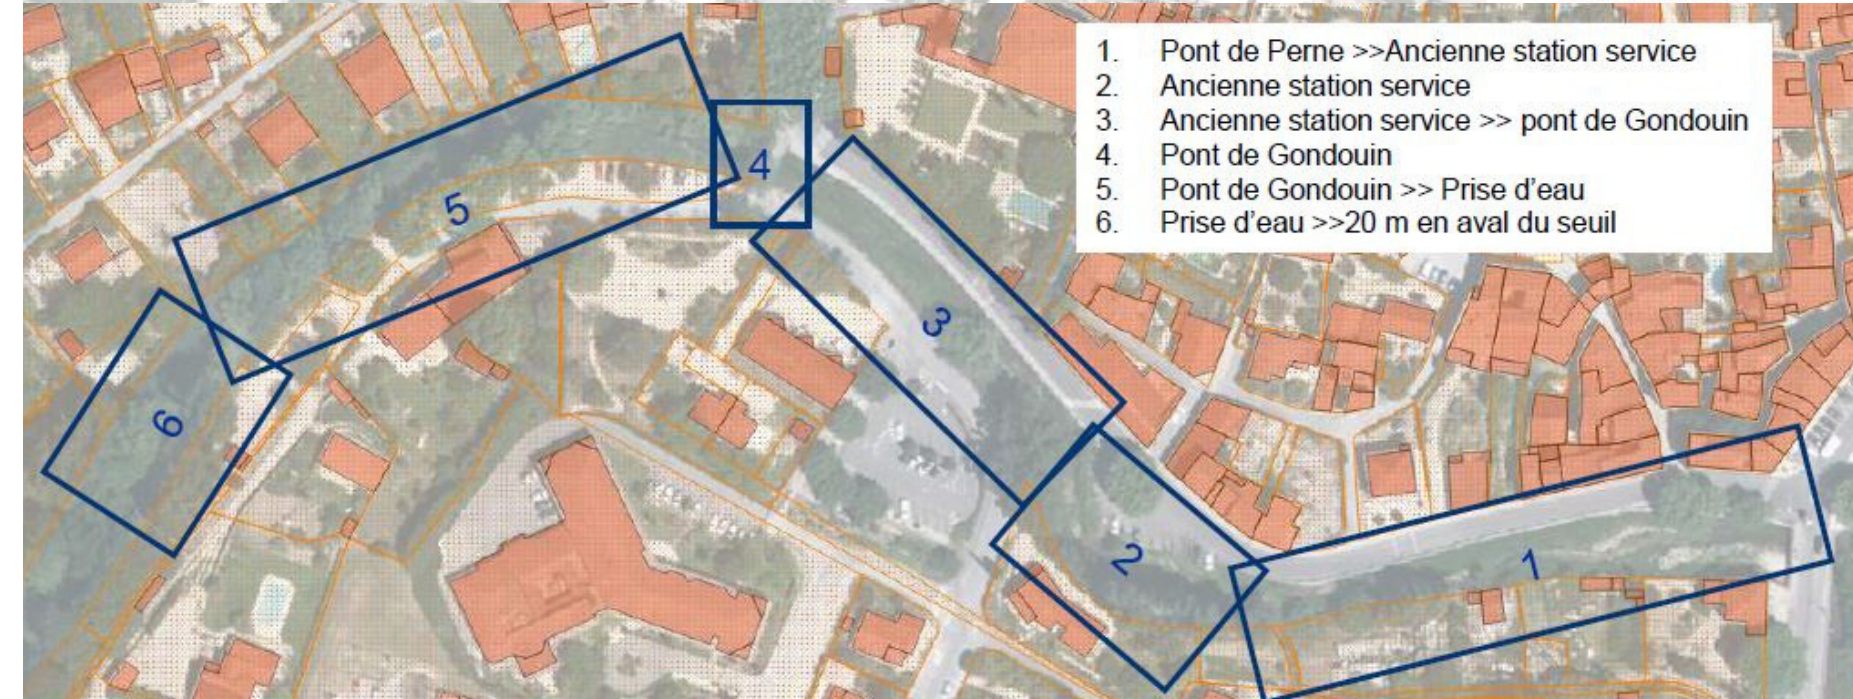 1. Pont de Perne >>Ancienne station service
2. Ancienne station service
3. Ancienne station service >> pont de Gondouin
4. Pont de Gondouin
5. Pont de Gondouin >> Prise d'eau
6. Prise d'eau >>20 m en aval du seuil
4
5
3
6
2
1